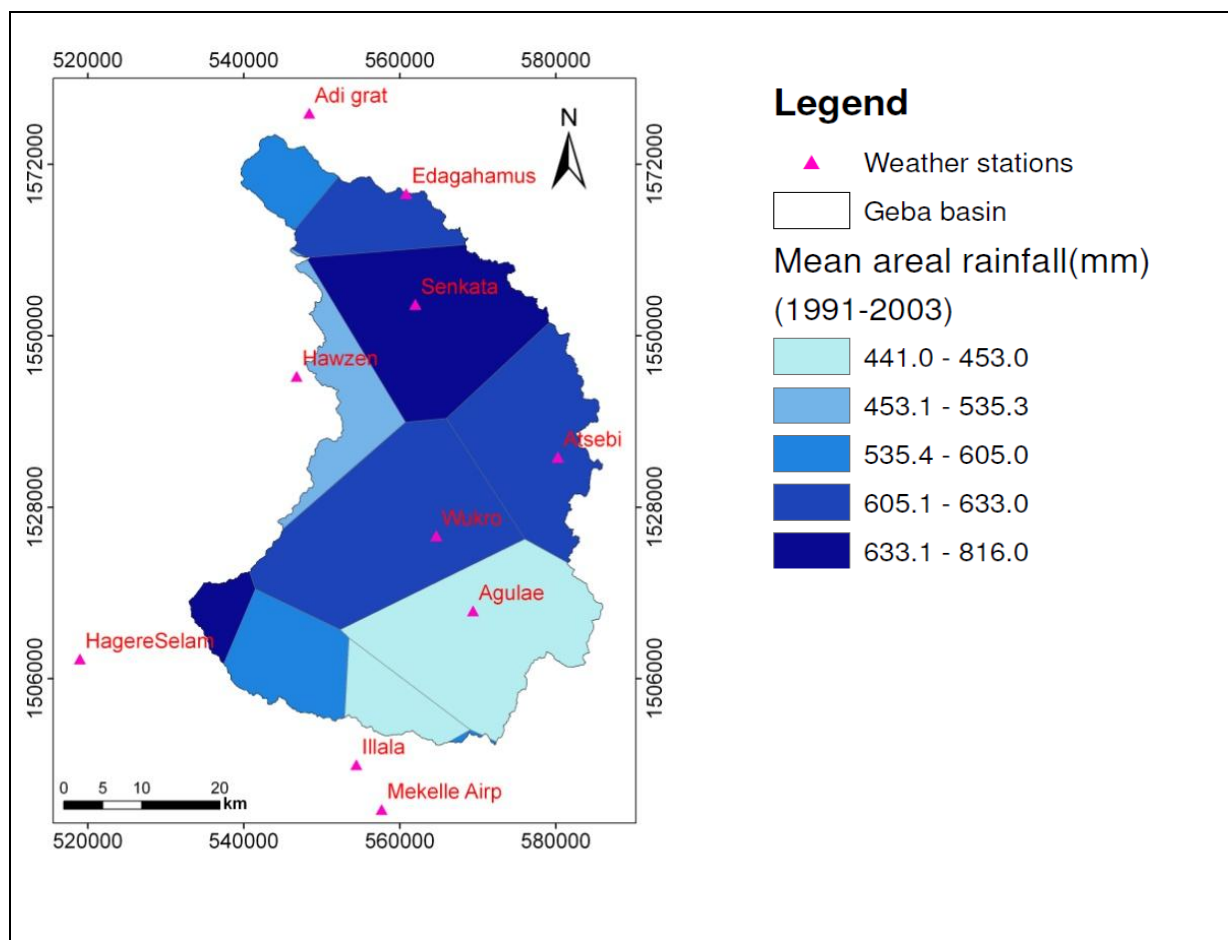 520000 540000 560000 580000
Adi grat
N
1572000
1572000
Edagahamus
Senkata
1550000
1550000
Hawzen
Atsebi
1528000
1528000
Wukro
Agulae
HagereSelam
1506000
1506000
Illala
Mekelle Airp
0 5 10 20
km
520000 540000 560000 580000
Legend
Weather stations
Geba basin
Mean areal rainfall(mm)
(1991-2003)
441.0 - 453.0
453.1 - 535.3
535.4 - 605.0
605.1 - 633.0
633.1 - 816.0